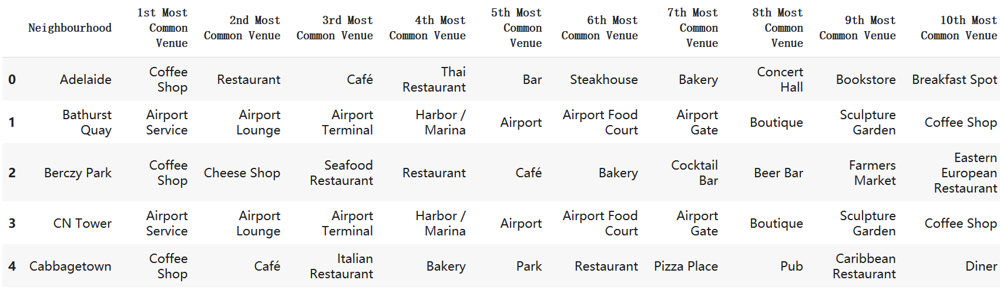 Neighbourhood 1st Most Common Venue 2nd Most Common Venue 3rd Most Common Venue 4th Most Common Venue 5th Most Common Venue 6th Most Common Venue 7th Most Common Venue 8th Most Common Venue 9th Most Common Venue 10th Most Common Venue
0 Adelaide Coffee Shop Restaurant Café Thai Restaurant Bar Steakhouse Bakery Concert Hall Bookstore Breakfast Spot
1 Bathurst Quay Airport Service Airport Lounge Airport Terminal Harbor / Marina Airport Airport Food Court Airport Gate Boutique Sculpture Garden Coffee Shop
2 Berczy Park Coffee Shop Cheese Shop Seafood Restaurant Restaurant Café Bakery Cocktail Bar Beer Bar Farmers Market Eastern European Restaurant
3 CN Tower Airport Service Airport Lounge Airport Terminal Harbor / Marina Airport Airport Food Court Airport Gate Boutique Sculpture Garden Coffee Shop
4 Cabbagetown Coffee Shop Café Italian Restaurant Bakery Park Restaurant Pizza Place Pub Caribbean Restaurant Diner